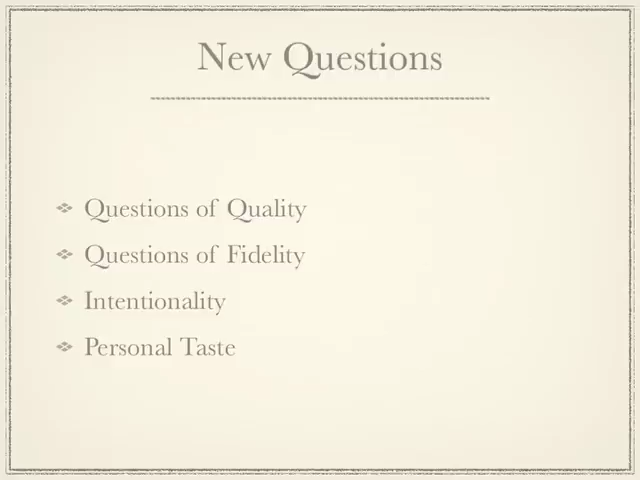 New Questions
Questions of Quality
Questions of Fidelity
Intentionality
Personal Taste